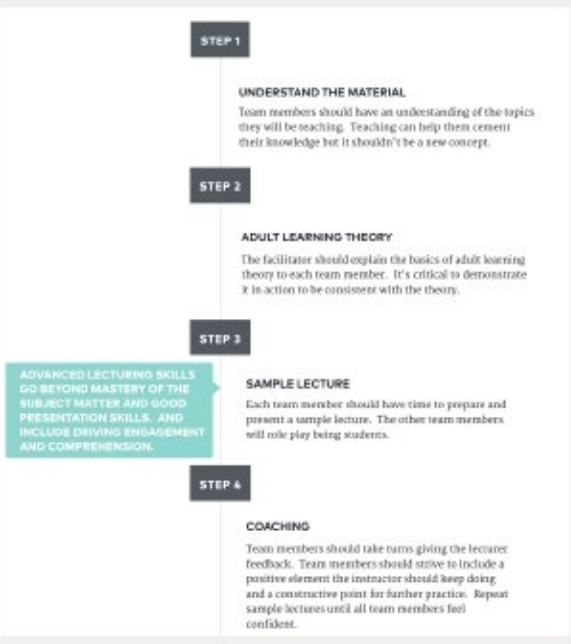 STEP 1
UNDERSTAND THE MATERIAL
Team members should have an understanding of the topics
they will be teaching. Teaching can help them cement
their knowledge but it shouldn't be a new concept.
STEP 2
ADULT LEARNING THEORY
The facilitator should explain the basics of adult learning
theory to each team member. It's critical to demonstrate
it in action to be consistent with the theory.
STEP 3
ADVANCED LECTURING SKILLS
GO BEYOND MASTERY OF THE
SUBJECT MATTER AND GOOD
PRESENTATION SKILLS. AND
INCLUDE DRIVING ENGAGEMENT
AND COMPREHENSION.
SAMPLE LECTURE
Each team member should have time to prepare and
present a sample lecture. The other team members
will role play being students.
STEP 4
COACHING
Team members should take turns giving the lecturer
feedback. Team members should strive to include a
positive element the instructor should keep doing
and a constructive point for further practice. Repeat
sample lectures until all team members feel
confident.